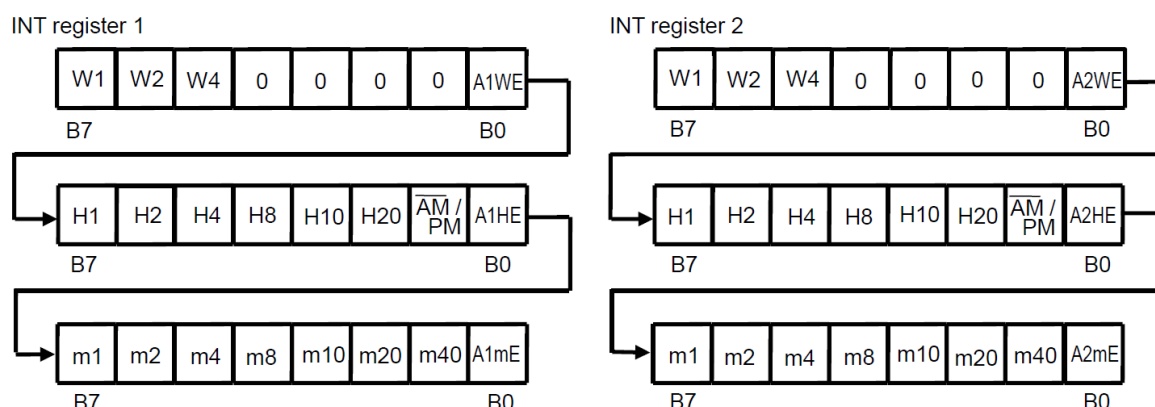 INT register 1
W1 W2 W4 0 0 0 0 A1WE
B7 B0
H1 H2 H4 H8 H10 H20 AM / PM A1HE
B7 B0
m1 m2 m4 m8 m10 m20 m40 A1mE
B7 B0
INT register 2
W1 W2 W4 0 0 0 0 A2WE
B7 B0
H1 H2 H4 H8 H10 H20 AM / PM A2HE
B7 B0
m1 m2 m4 m8 m10 m20 m40 A2mE
B7 B0